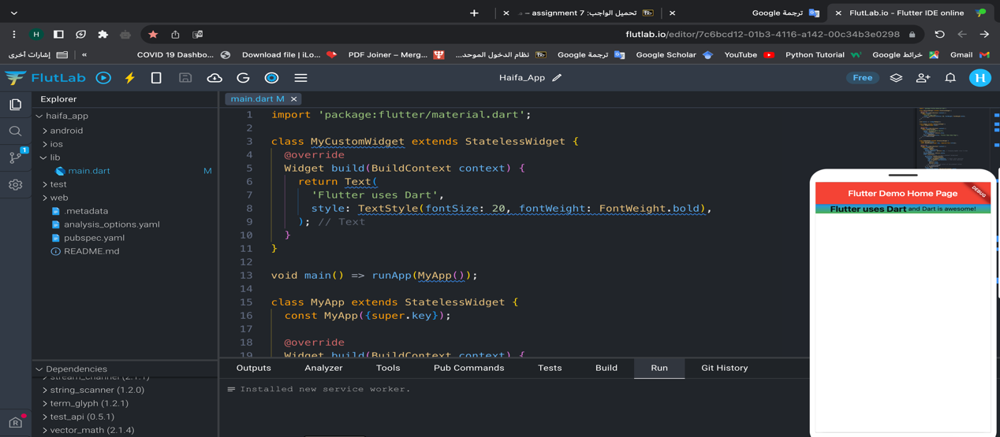 تحميل الواجب: assignment 7 –
ترجمة Google
FlutLab.io - Flutter IDE online
H
flutlab.io/editor/7c6bcd12-01b3-4116-a142-00c34b3e0298
إشارات أخرى
»
COVID 19 Dashbo...
Download file | iLo...
PDF Joiner – Merg...
نظام الدخول الموحد...
ترجمة Google
Google Scholar
YouTube
Python Tutorial
خرائط Google
Gmail
FlutLab
Haifa_App
Free
H
Explorer
haifa_app
android
ios
lib
main.dart M
test
web
.metadata
analysis_options.yaml
pubspec.yaml
README.md
1
Dependencies
stream_channel (2.1.1)
string_scanner (1.2.0)
term_glyph (1.2.1)
test_api (0.5.1)
vector_math (2.1.4)
main.dart M
1 import 'package:flutter/material.dart';
2
3 class MyCustomWidget extends StatelessWidget {
4 @override
5 Widget build(BuildContext context) {
6 return Text(
7 'Flutter uses Dart',
8 style: TextStyle(fontSize: 20, fontWeight: FontWeight.bold),
9 ); // Text
10 }
11 }
12
13 void main() => runApp(MyApp());
14
15 class MyApp extends StatelessWidget {
16 const MyApp({super.key});
17
18 @override
19 Widget build(BuildContext context) {
Outputs Analyzer Tools Pub Commands Tests Build Run Git History
Installed new service worker.
Flutter Demo Home Page
DEBUG
Flutter uses Dart and Dart is awesome!